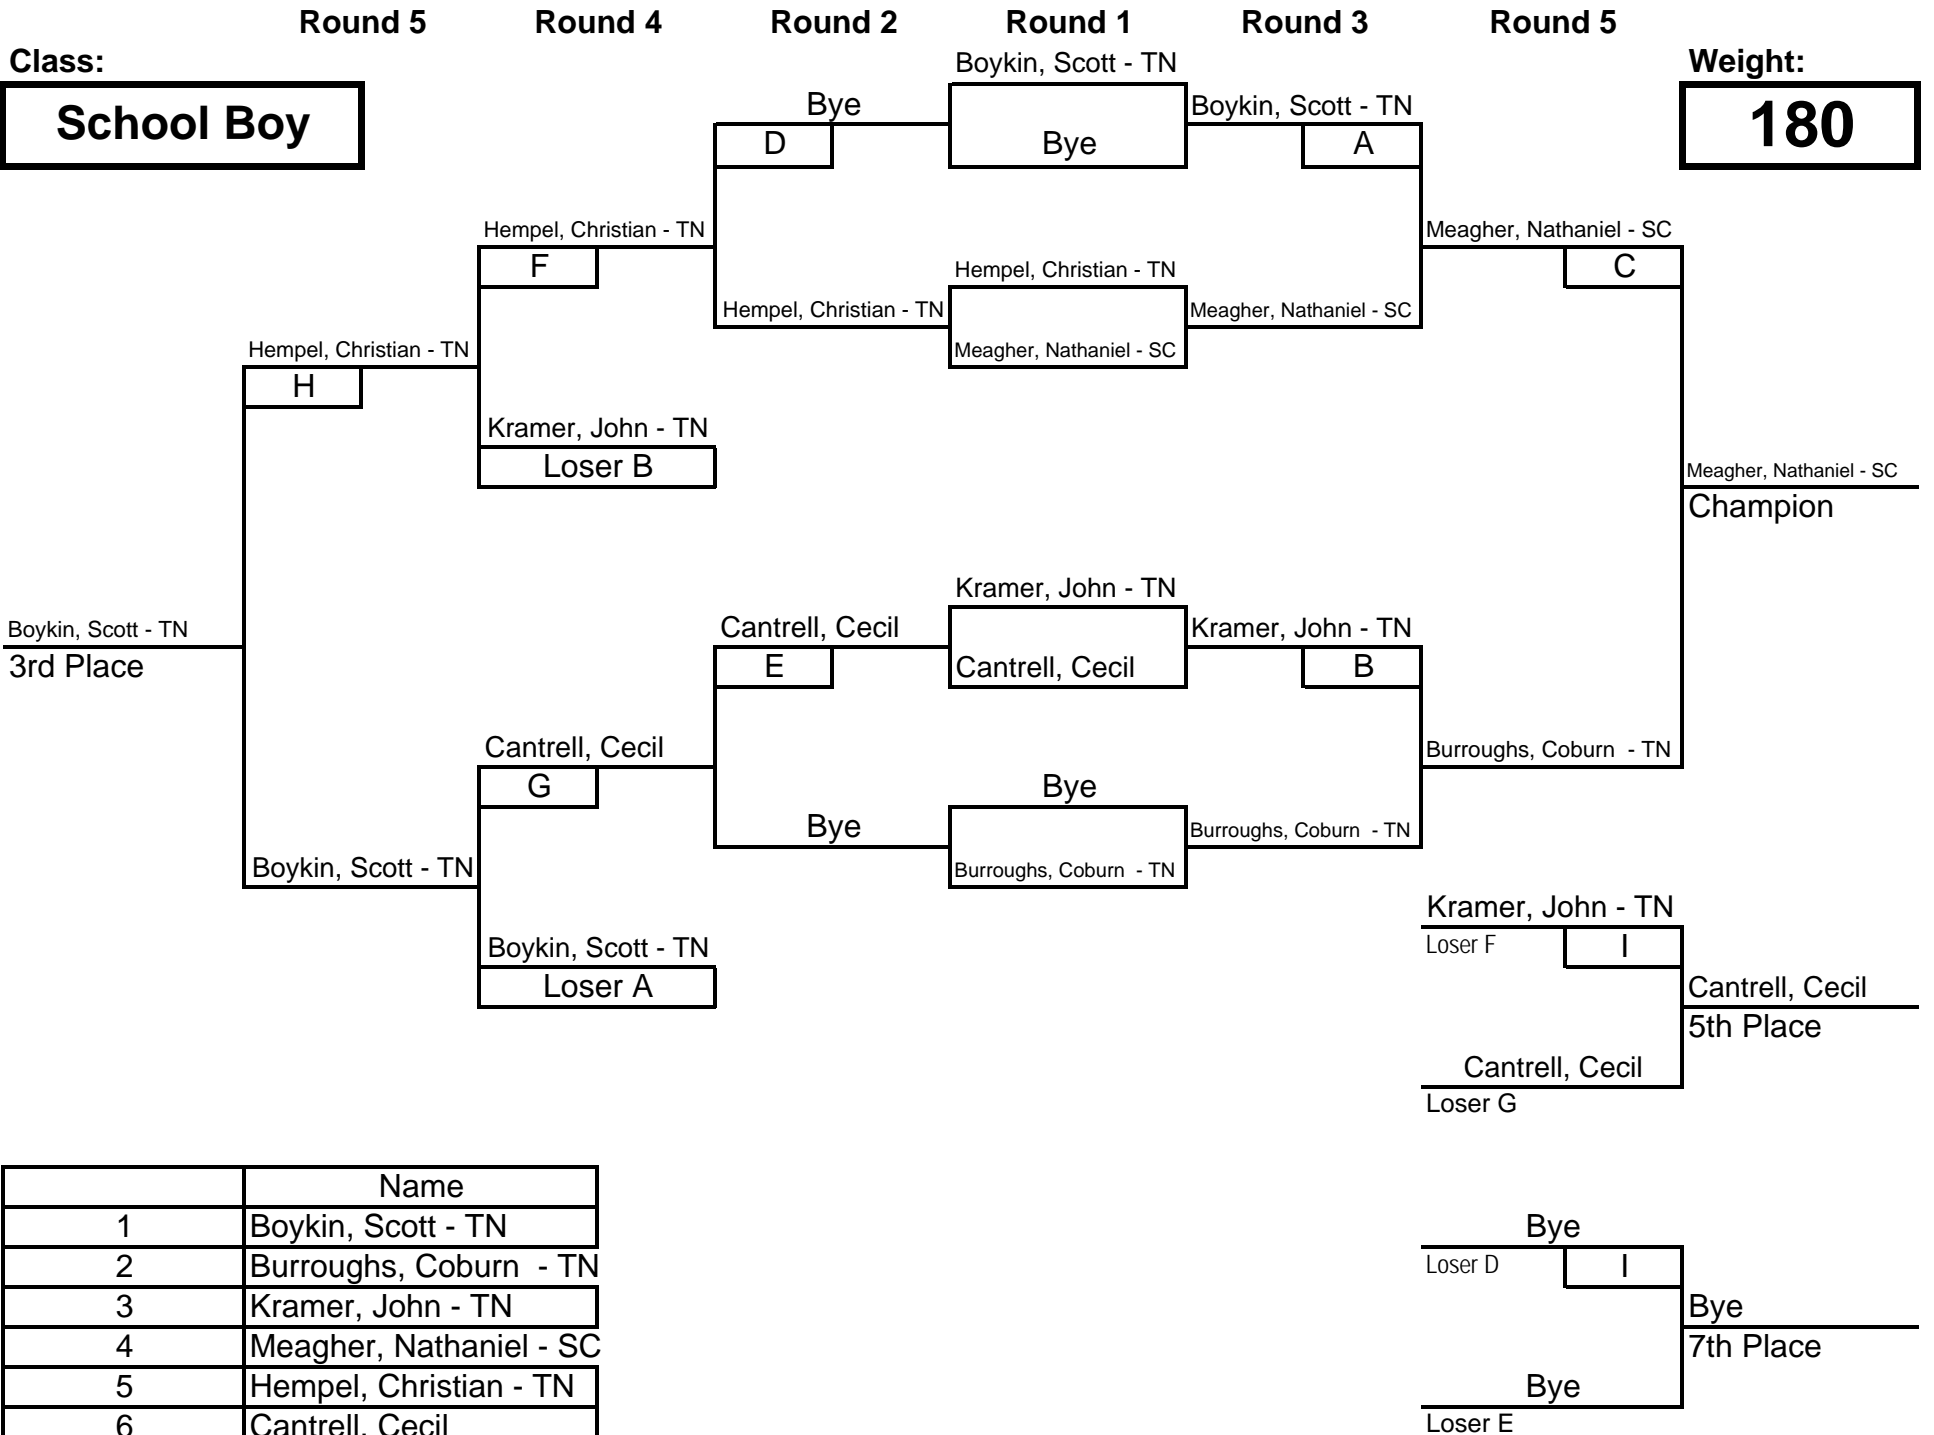 Round 5 Round 4 Round 2 Round 1 Round 3 Round 5
Class:
Boykin, Scott - TN
Weight:
School Boy
Bye
Boykin, Scott - TN
180
D
Bye
A
Hempel, Christian - TN
Meagher, Nathaniel - SC
F
Hempel, Christian - TN
C
Hempel, Christian - TN
Meagher, Nathaniel - SC
Hempel, Christian - TN
Meagher, Nathaniel - SC
H
Kramer, John - TN
Loser B
Meagher, Nathaniel - SC
Champion
Kramer, John - TN
Boykin, Scott - TN
Cantrell, Cecil
Kramer, John - TN
3rd Place
E
Cantrell, Cecil
B
Cantrell, Cecil
Burroughs, Coburn  - TN
G
Bye
Bye
Burroughs, Coburn  - TN
Boykin, Scott - TN
Burroughs, Coburn  - TN
Kramer, John - TN
Boykin, Scott - TN
Loser F
I
Loser A
Cantrell, Cecil
5th Place
Cantrell, Cecil
Loser G
Name
1 Boykin, Scott - TN
2 Burroughs, Coburn  - TN
3 Kramer, John - TN
4 Meagher, Nathaniel - SC
5 Hempel, Christian - TN
6 Cantrell, Cecil
Bye
Loser D
I
Bye
7th Place
Bye
Loser E